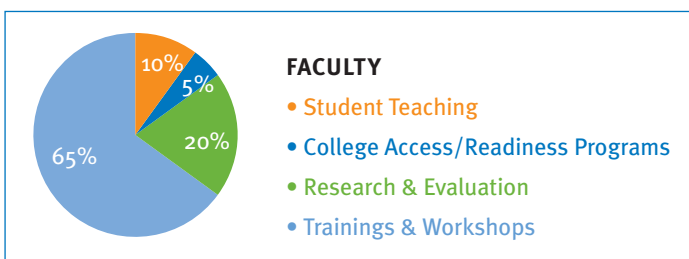 10%
5%
20%
65%
FACULTY
• Student Teaching
• College Access/Readiness Programs
• Research & Evaluation
• Trainings & Workshops